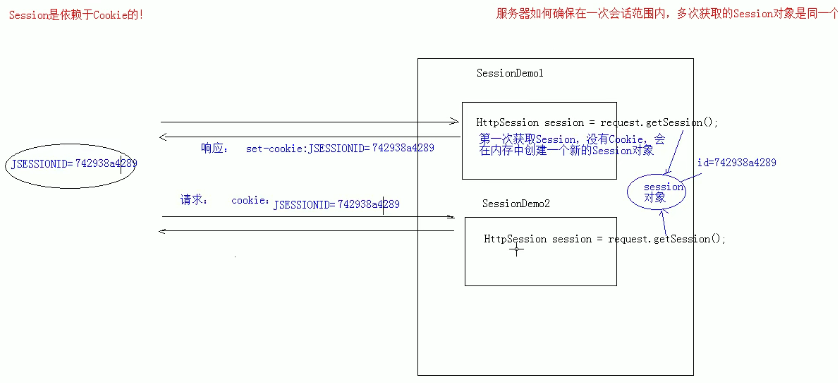 Session是依赖于Cookie的!
服务器如何确保在一次会话范围内，多次获取的Session对象是同一个
SessionDemo1
HttpSession session = request.getSession();
第一次获取Session，没有Cookie，会
在内存中创建一个新的Session对象
响应： set-cookie:JSESSIONID=742938a4289
JSESSIONID=742938a4289
id=742938a4289
session
对象
请求： cookie：JSESSIONID=742938a4289
SessionDemo2
HttpSession session = request.getSession();